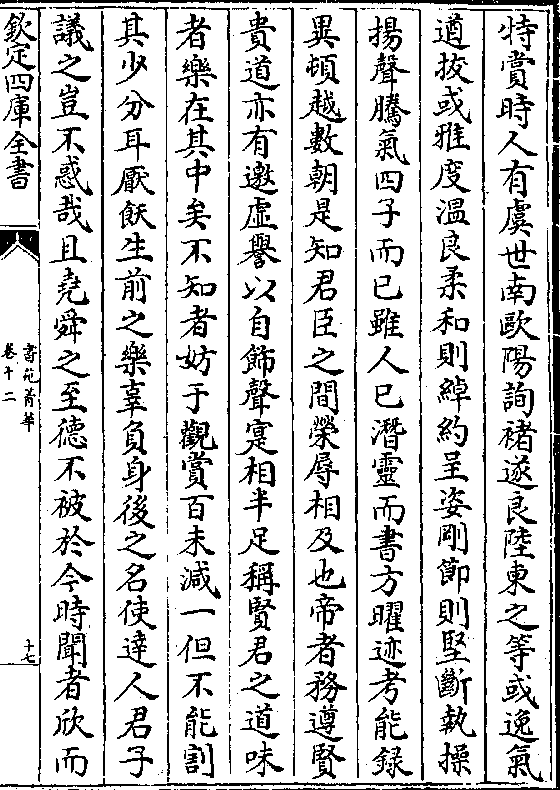 特賞時人有虞世南歐陽詢褚遂良陸東之等或逸氣
遒拔或雅度温良柔和則綽約呈姿剛節則堅斷執操
揚聲騰氣四子而已雖人已潛靈而書方曜迹考能録
異頓越數朝是知君臣之間榮辱相及也帝者務遵賢
貴道亦有邀虚譽以自飾聲寔相半足稱賢君之道味
者樂在其中矣不知者妨于觀賞百未減一但不能割
其少分耳厭飫生前之樂辜負身後之名使達人君子
議之豈不惑哉且堯舜之至德不被於今時聞者欣而
欽定四庫全書
書苑菁華
卷十二
十七